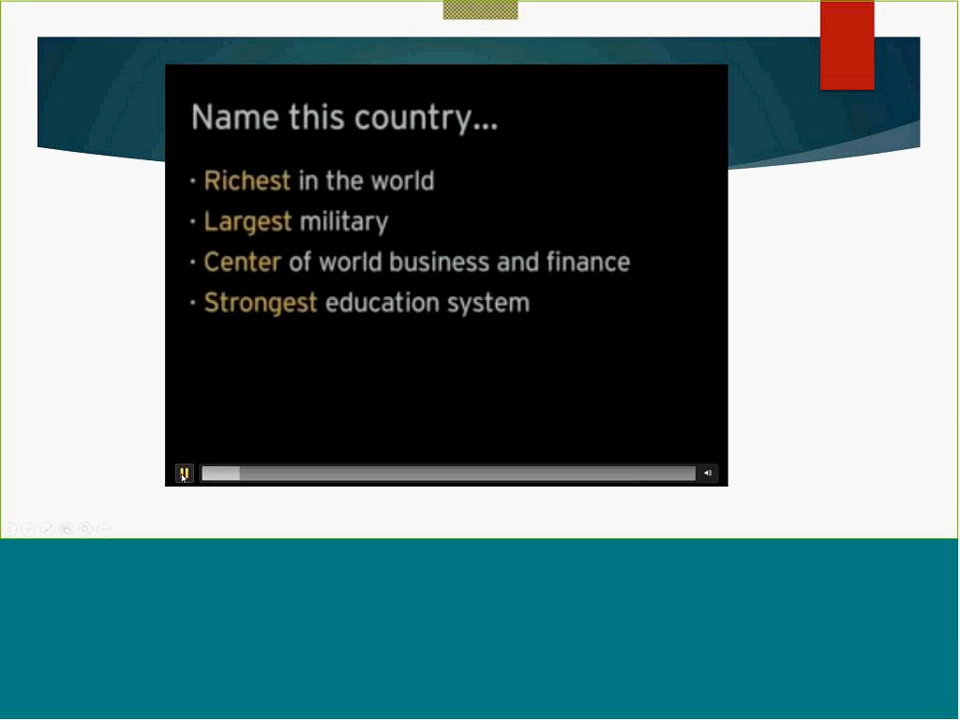 Name this country...
· Richest in the world
· Largest military
· Center of world business and finance
· Strongest education system